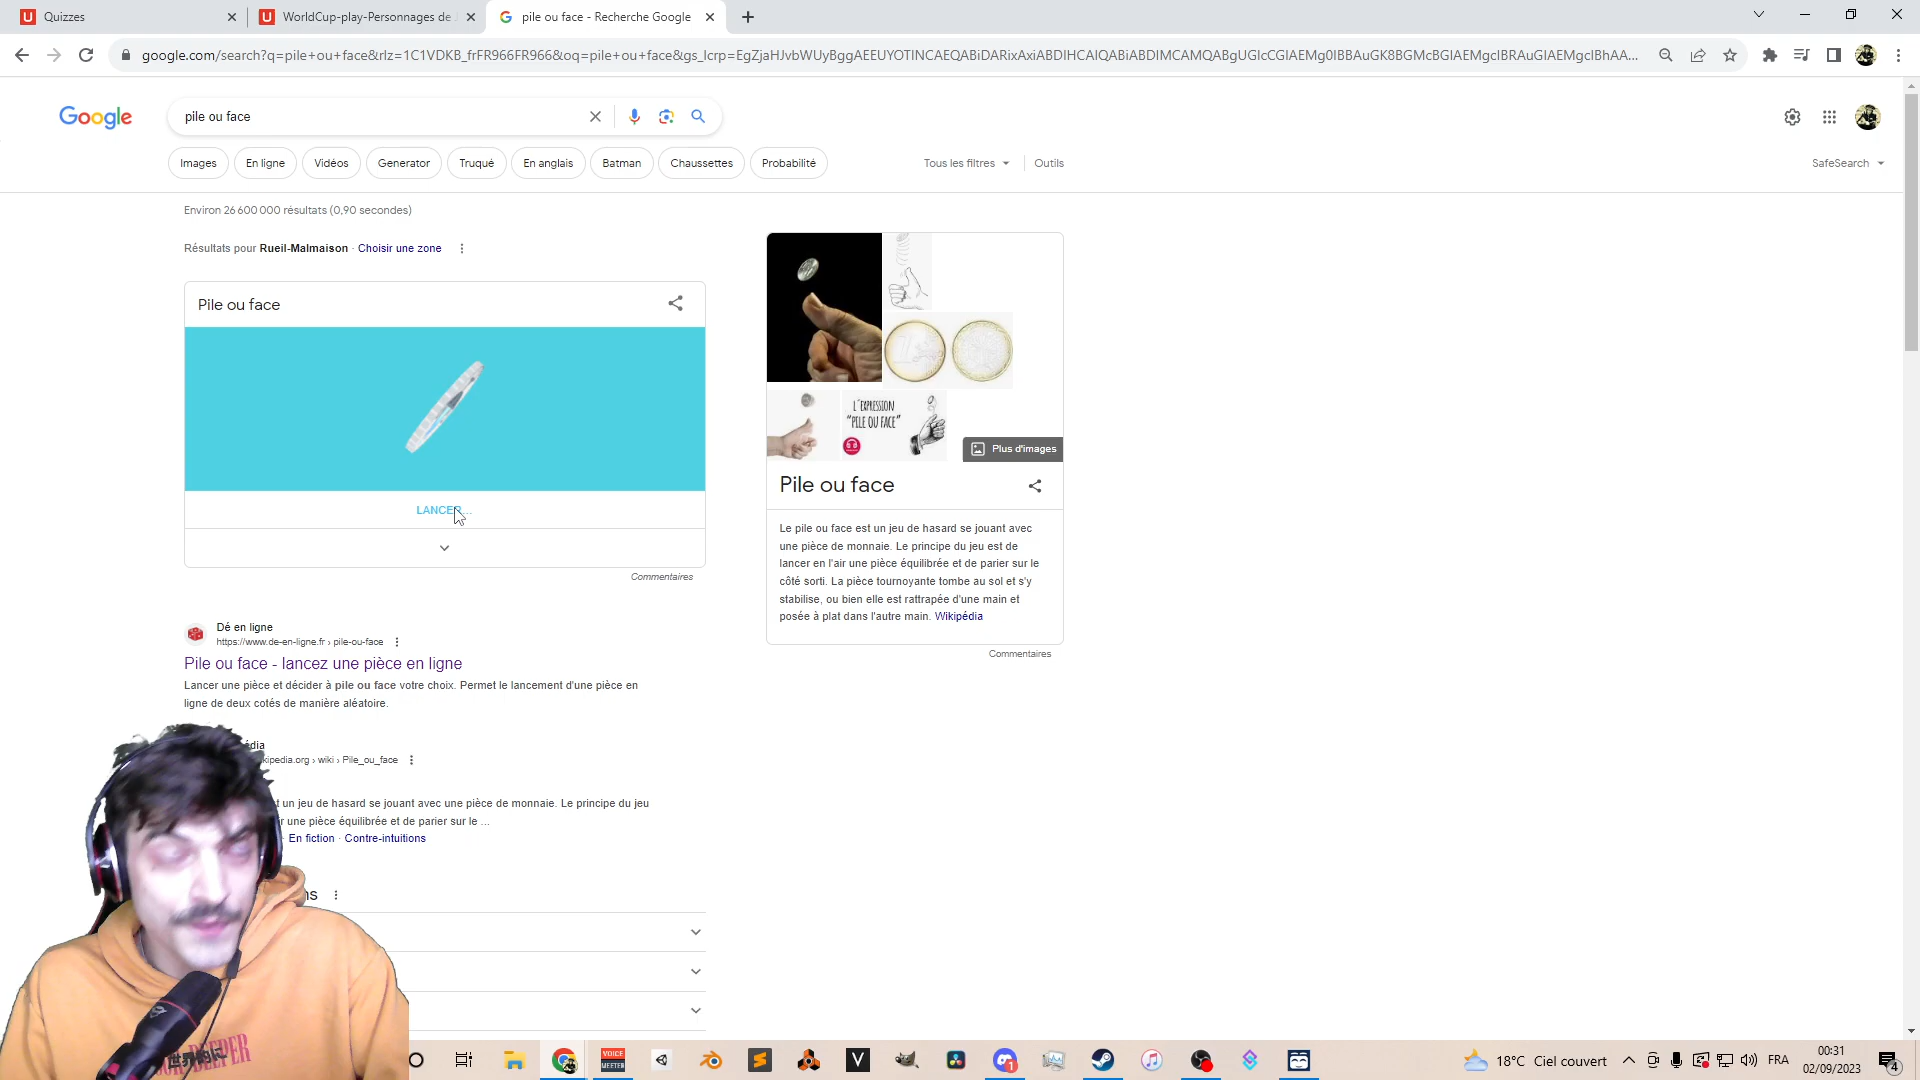 Quizzes
WorldCup-play-Personnages de
pile ou face - Recherche Google
google.com/search?q=pile+ou+face&rlz=1C1VDKB_frFR966FR966&oq=pile+ou+face&gs_lcrp=EgZjaHJvbWUyBggAEEUYOTINCAEQABiDARixAxiABDIHCAIQABiABDIMCAMQABgUGIcCGIAEMg0IBBAuGK8BGMcBGIAEMgcIBRAuGIAEMgcIBhAA...
Google
pile ou face
Images
En ligne
Vidéos
Generator
Truqué
En anglais
Batman
Chaussettes
Probabilité
Tous les filtres
Outils
SafeSearch
Environ 26 600 000 résultats (0,90 secondes)
Résultats pour Rueil-Malmaison · Choisir une zone
Pile ou face
LANCER...
Commentaires
Dé en ligne
https://www.de-en-ligne.fr › pile-ou-face
Pile ou face - lancez une pièce en ligne
Lancer une pièce et décider à pile ou face votre choix. Permet le lancement d'une pièce en
ligne de deux cotés de manière aléatoire.
édia
kipedia.org › wiki › Pile_ou_face
t un jeu de hasard se jouant avec une pièce de monnaie. Le principe du jeu
r une pièce équilibrée et de parier sur le ...
En fiction · Contre-intuitions
ns
L'EXPRESSION
"PILE OU FACE"
Plus d'images
Pile ou face
Le pile ou face est un jeu de hasard se jouant avec
une pièce de monnaie. Le principe du jeu est de
lancer en l'air une pièce équilibrée et de parier sur le
côté sorti. La pièce tournoyante tombe au sol et s'y
stabilise, ou bien elle est rattrapée d'une main et
posée à plat dans l'autre main. Wikipédia
Commentaires
世界的に
DEEPER
VOICE
MEETER
18°C Ciel couvert
FRA
00:31
02/09/2023
4